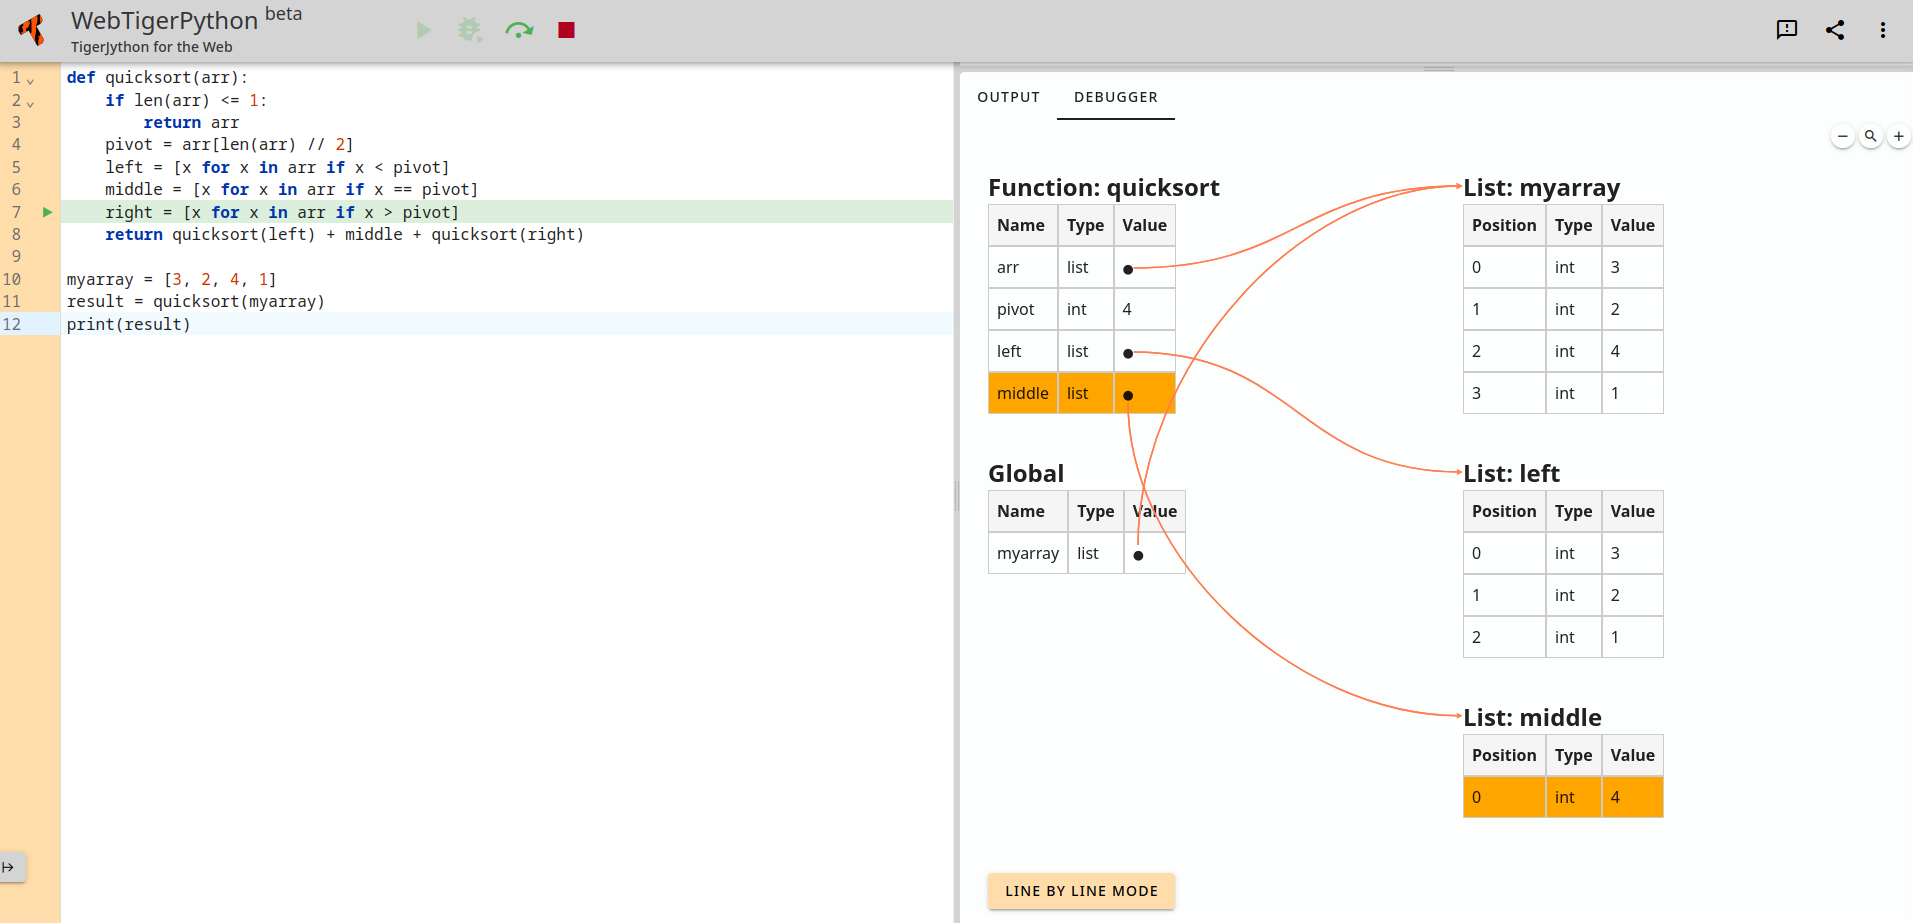 WebTigerPython beta
TigerJython for the Web
1 def quicksort(arr):
2     if len(arr) <= 1:
3         return arr
4     pivot = arr[len(arr) // 2]
5     left = [x for x in arr if x < pivot]
6     middle = [x for x in arr if x == pivot]
7     right = [x for x in arr if x > pivot]
8     return quicksort(left) + middle + quicksort(right)
9
10 myarray = [3, 2, 4, 1]
11 result = quicksort(myarray)
12 print(result)
OUTPUT DEBUGGER
Function: quicksort
Name Type Value
arr list
pivot int 4
left list
middle list
Global
Name Type Value
myarray list
List: myarray
Position Type Value
0 int 3
1 int 2
2 int 4
3 int 1
List: left
Position Type Value
0 int 3
1 int 2
2 int 1
List: middle
Position Type Value
0 int 4
LINE BY LINE MODE